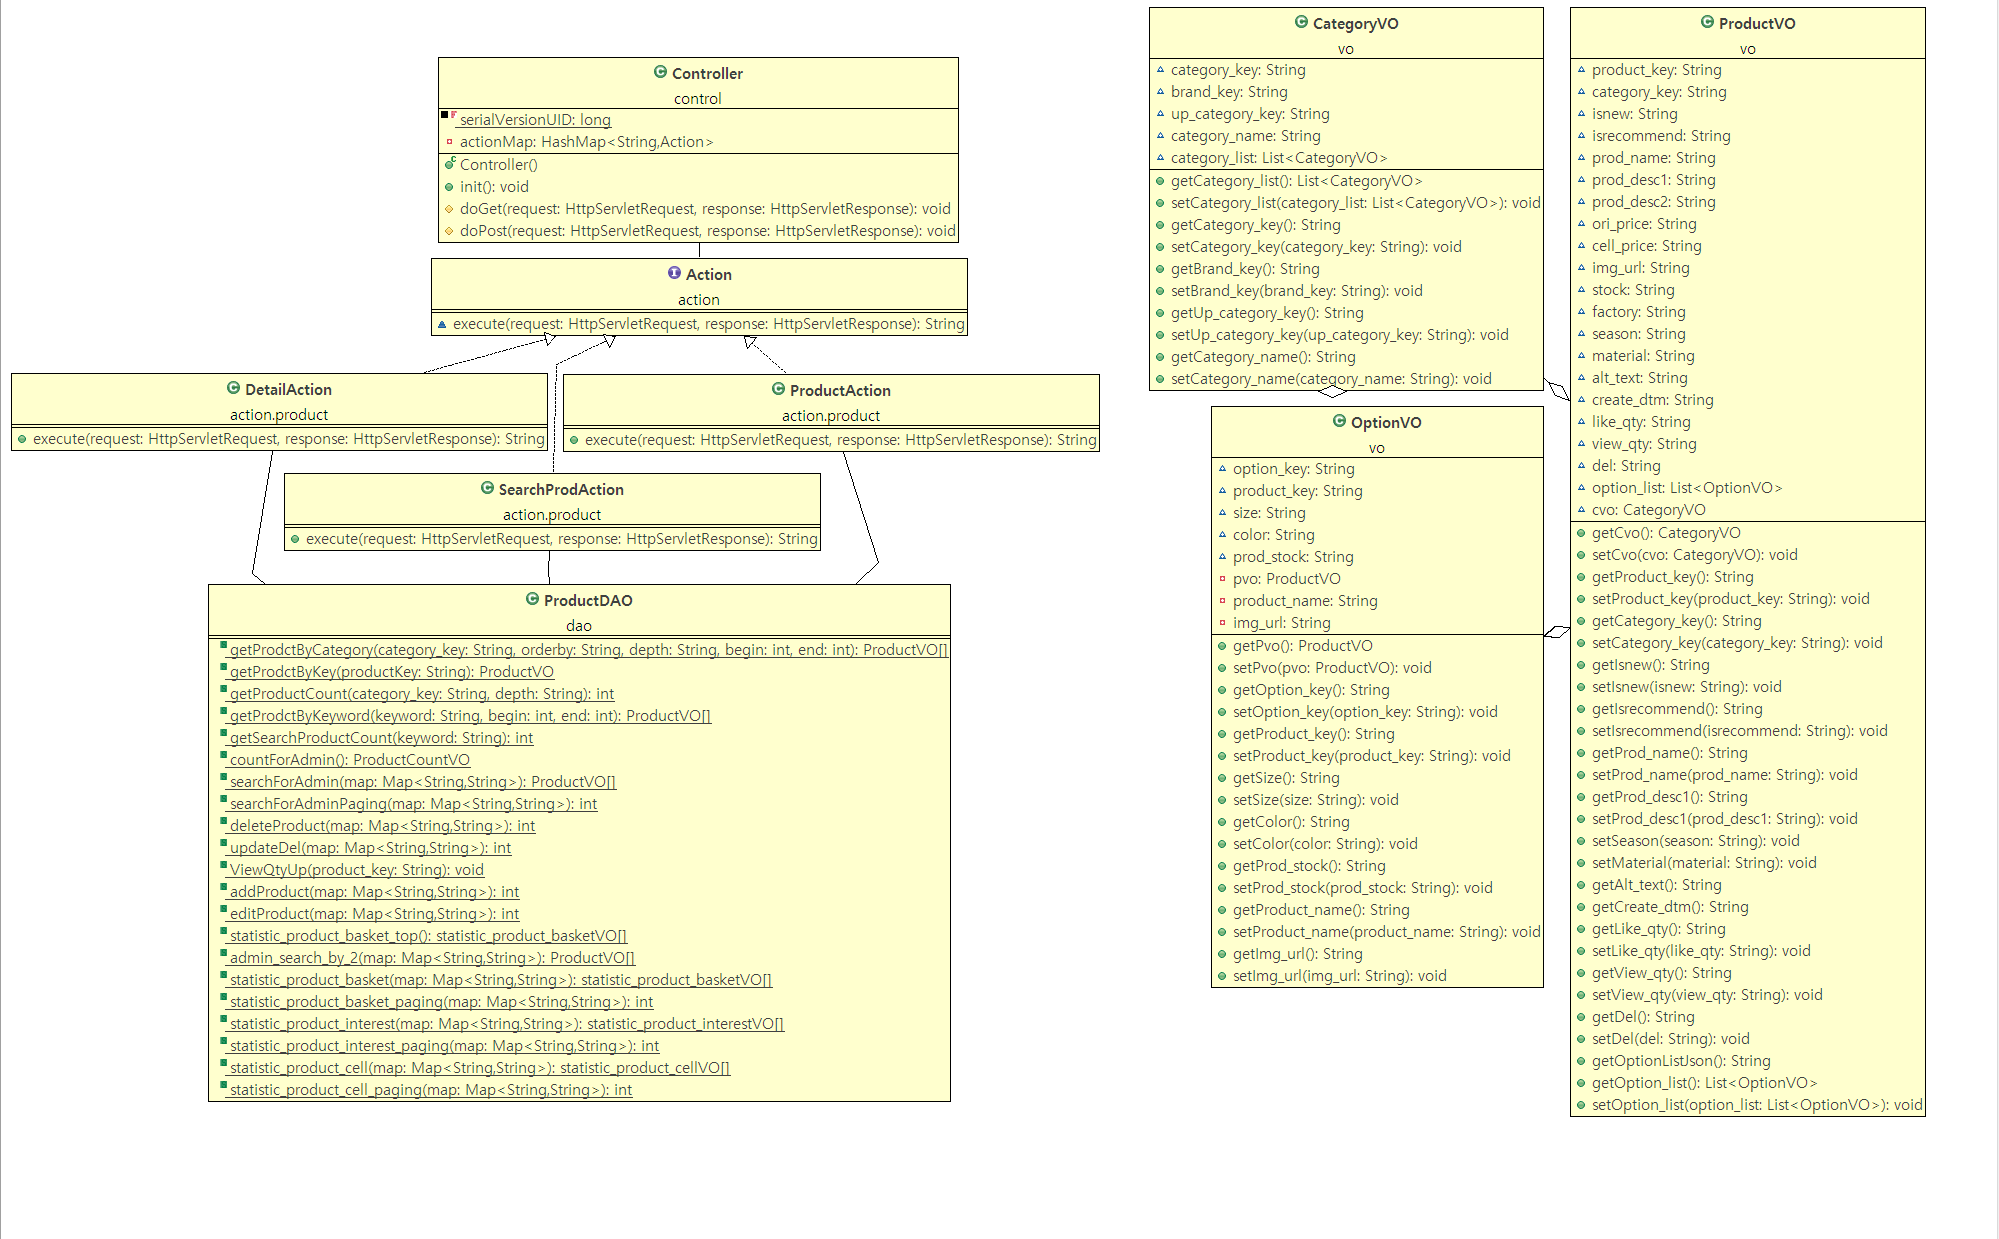 Controller
control
serialVersionUID: long
actionMap: HashMap<String,Action>
Controller()
init(): void
doGet(request: HttpServletRequest, response: HttpServletResponse): void
doPost(request: HttpServletRequest, response: HttpServletResponse): void
Action
action
execute(request: HttpServletRequest, response: HttpServletResponse): String
DetailAction
action.product
execute(request: HttpServletRequest, response: HttpServletResponse): String
ProductAction
action.product
execute(request: HttpServletRequest, response: HttpServletResponse): String
SearchProdAction
action.product
execute(request: HttpServletRequest, response: HttpServletResponse): String
ProductDAO
dao
getProdctByCategory(category_key: String, orderby: String, depth: String, begin: int, end: int): ProductVO[]
getProdctByKey(productKey: String): ProductVO
getProductCount(category_key: String, depth: String): int
getProdctByKeyword(keyword: String, begin: int, end: int): ProductVO[]
getSearchProductCount(keyword: String): int
countForAdmin(): ProductCountVO
searchForAdmin(map: Map<String,String>): ProductVO[]
searchForAdminPaging(map: Map<String,String>): int
deleteProduct(map: Map<String,String>): int
updateDel(map: Map<String,String>): int
ViewQtyUp(product_key: String): void
addProduct(map: Map<String,String>): int
editProduct(map: Map<String,String>): int
statistic_product_basket_top(): statistic_product_basketVO[]
admin_search_by_2(map: Map<String,String>): ProductVO[]
statistic_product_basket(map: Map<String,String>): statistic_product_basketVO[]
statistic_product_basket_paging(map: Map<String,String>): int
statistic_product_interest(map: Map<String,String>): statistic_product_interestVO[]
statistic_product_interest_paging(map: Map<String,String>): int
statistic_product_cell(map: Map<String,String>): statistic_product_cellVO[]
statistic_product_cell_paging(map: Map<String,String>): int
CategoryVO
vo
category_key: String
brand_key: String
up_category_key: String
category_name: String
category_list: List<CategoryVO>
getCategory_list(): List<CategoryVO>
setCategory_list(category_list: List<CategoryVO>): void
getCategory_key(): String
setCategory_key(category_key: String): void
getBrand_key(): String
setBrand_key(brand_key: String): void
getUp_category_key(): String
setUp_category_key(up_category_key: String): void
getCategory_name(): String
setCategory_name(category_name: String): void
OptionVO
vo
option_key: String
product_key: String
size: String
color: String
prod_stock: String
pvo: ProductVO
product_name: String
img_url: String
getPvo(): ProductVO
setPvo(pvo: ProductVO): void
getOption_key(): String
setOption_key(option_key: String): void
getProduct_key(): String
setProduct_key(product_key: String): void
getSize(): String
setSize(size: String): void
getColor(): String
setColor(color: String): void
getProd_stock(): String
setProd_stock(prod_stock: String): void
getProduct_name(): String
setProduct_name(product_name: String): void
getImg_url(): String
setImg_url(img_url: String): void
ProductVO
vo
product_key: String
category_key: String
isnew: String
isrecommend: String
prod_name: String
prod_desc1: String
prod_desc2: String
ori_price: String
cell_price: String
img_url: String
stock: String
factory: String
season: String
material: String
alt_text: String
create_dtm: String
like_qty: String
view_qty: String
del: String
option_list: List<OptionVO>
cvo: CategoryVO
getCvo(): CategoryVO
setCvo(cvo: CategoryVO): void
getProduct_key(): String
setProduct_key(product_key: String): void
getCategory_key(): String
setCategory_key(category_key: String): void
getIsnew(): String
setIsnew(isnew: String): void
getIsrecommend(): String
setIsrecommend(isrecommend: String): void
getProd_name(): String
setProd_name(prod_name: String): void
getProd_desc1(): String
setProd_desc1(prod_desc1: String): void
setSeason(season: String): void
setMaterial(material: String): void
getAlt_text(): String
getCreate_dtm(): String
getLike_qty(): String
setLike_qty(like_qty: String): void
getView_qty(): String
setView_qty(view_qty: String): void
getDel(): String
setDel(del: String): void
getOptionListJson(): String
getOption_list(): List<OptionVO>
setOption_list(option_list: List<OptionVO>): void